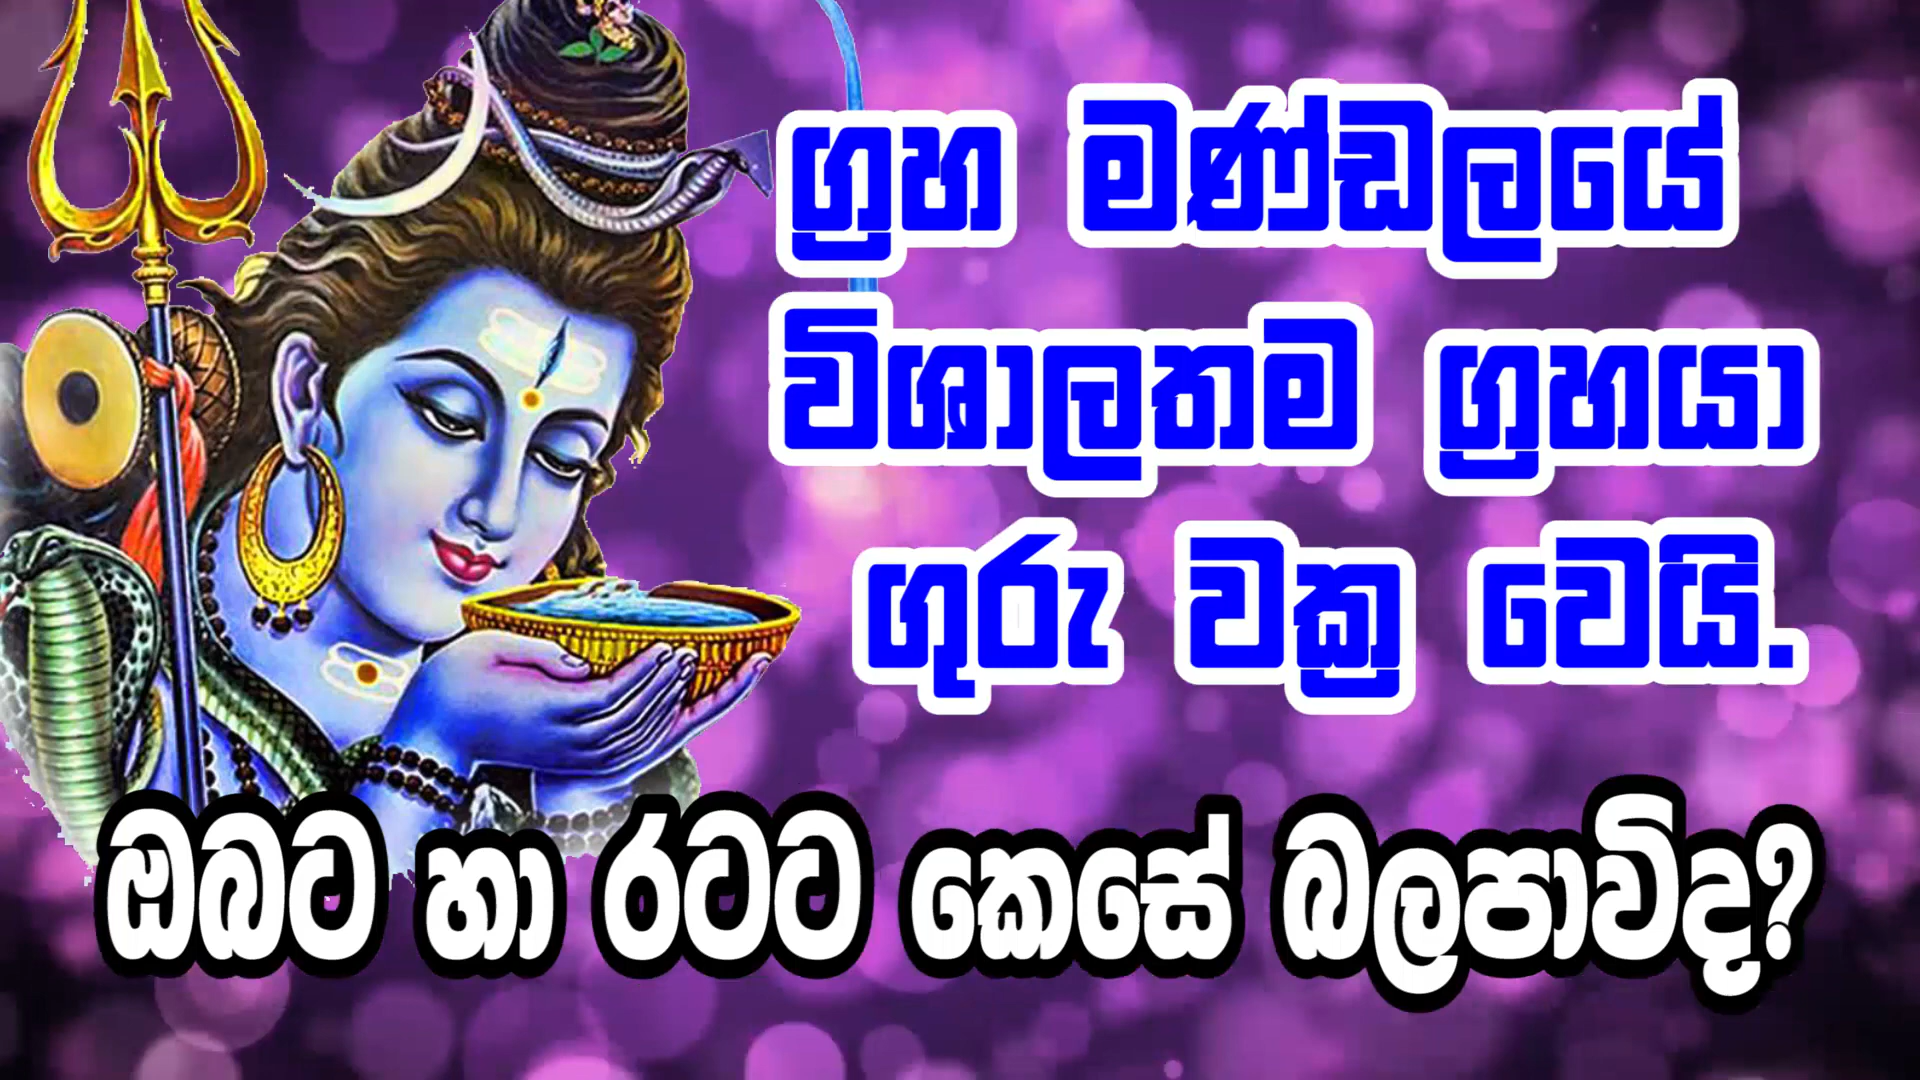 ග්‍රහ මණ්ඩලයේ
විශාලතම ග්‍රහයා
ගුරු වක්‍ර වෙයි.
ඔබට හා රටට කෙසේ බලපාවිද?